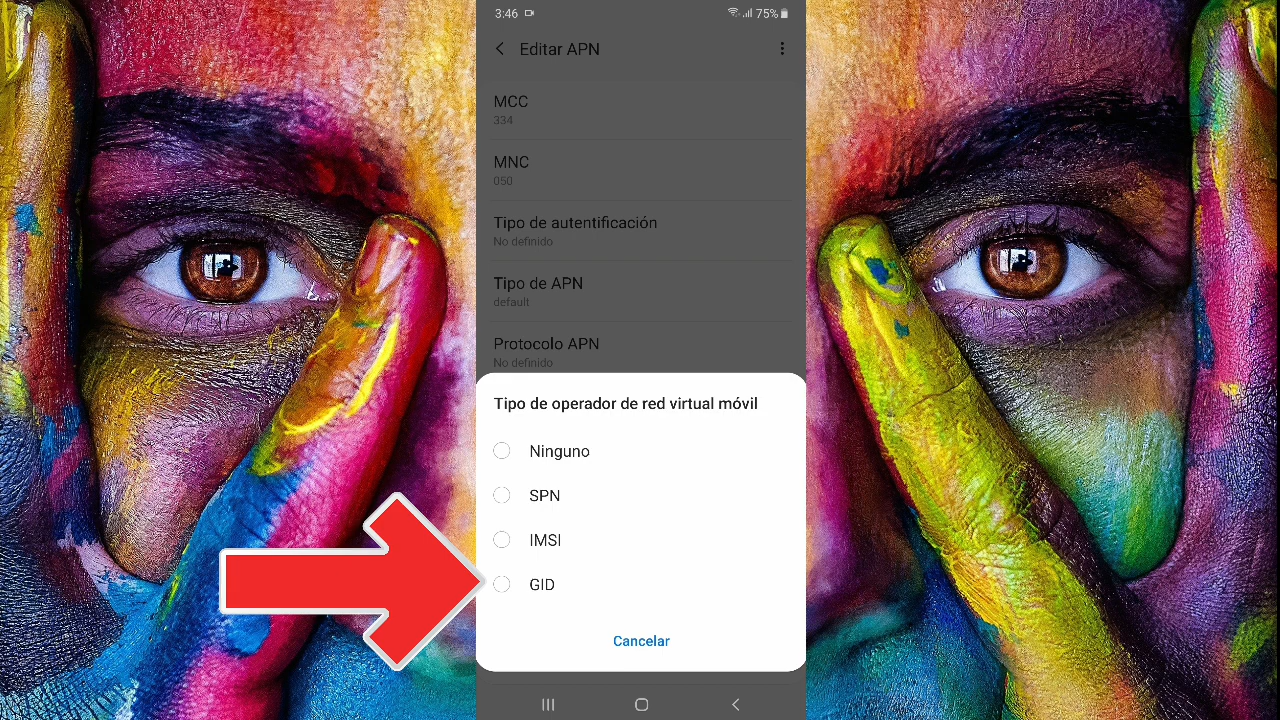 3:46 75%
Editar APN
MCC
334
MNC
050
Tipo de autentificación
No definido
Tipo de APN
default
Protocolo APN
No definido
Tipo de operador de red virtual móvil
Ninguno
SPN
IMSI
GID
Cancelar